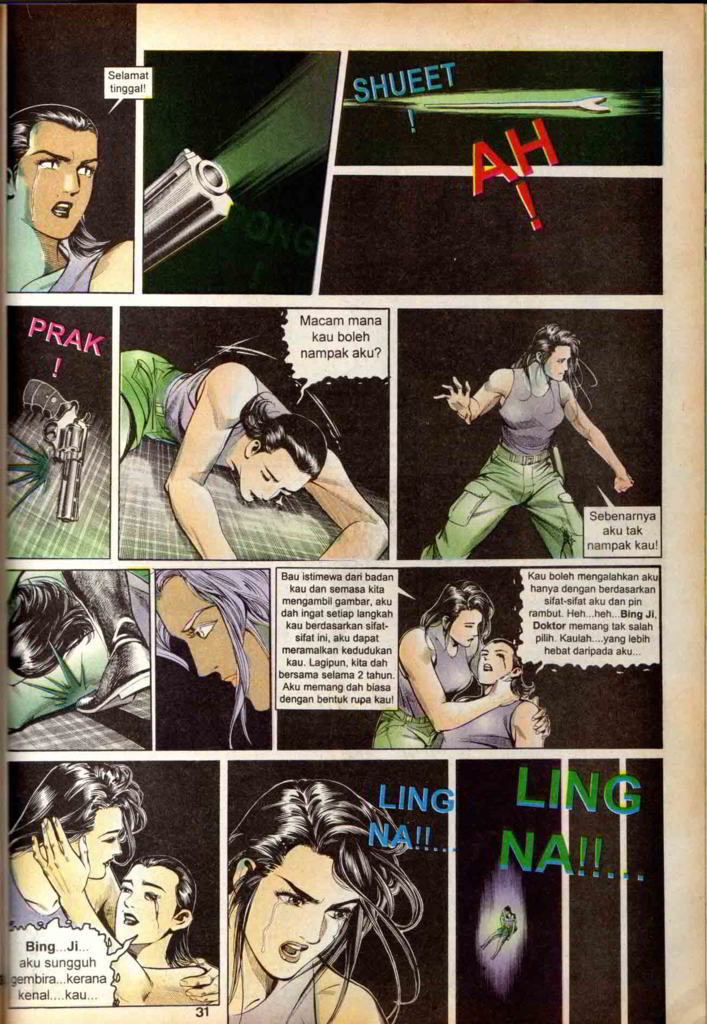 Selamat
tinggal!
PONG
!
SHUEET
!
AH
!
PRAK
!
Macam mana
kau boleh
nampak aku?
Sebenarnya
aku tak
nampak kau!
Bau istimewa dari badan
kau dan semasa kita
mengambil gambar, aku
dah ingat setiap langkah
kau berdasarkan sifat-
sifat ini, aku dapat
meramalkan kedudukan
kau. Lagipun, kita dah
bersama selama 2 tahun.
Aku memang dah biasa
dengan bentuk rupa kau!
Kau boleh mengalahkan aku
hanya dengan berdasarkan
sifat-sifat aku dan pin
rambut. Heh...heh..Bing Ji,
Doktor memang tak salah
pilih. Kaulah....yang lebih
hebat daripada aku...
Bing...Ji...
aku sungguh
gembira...kerana
kenal....kau...
LING
NA!!...
LING
NA!!...
31